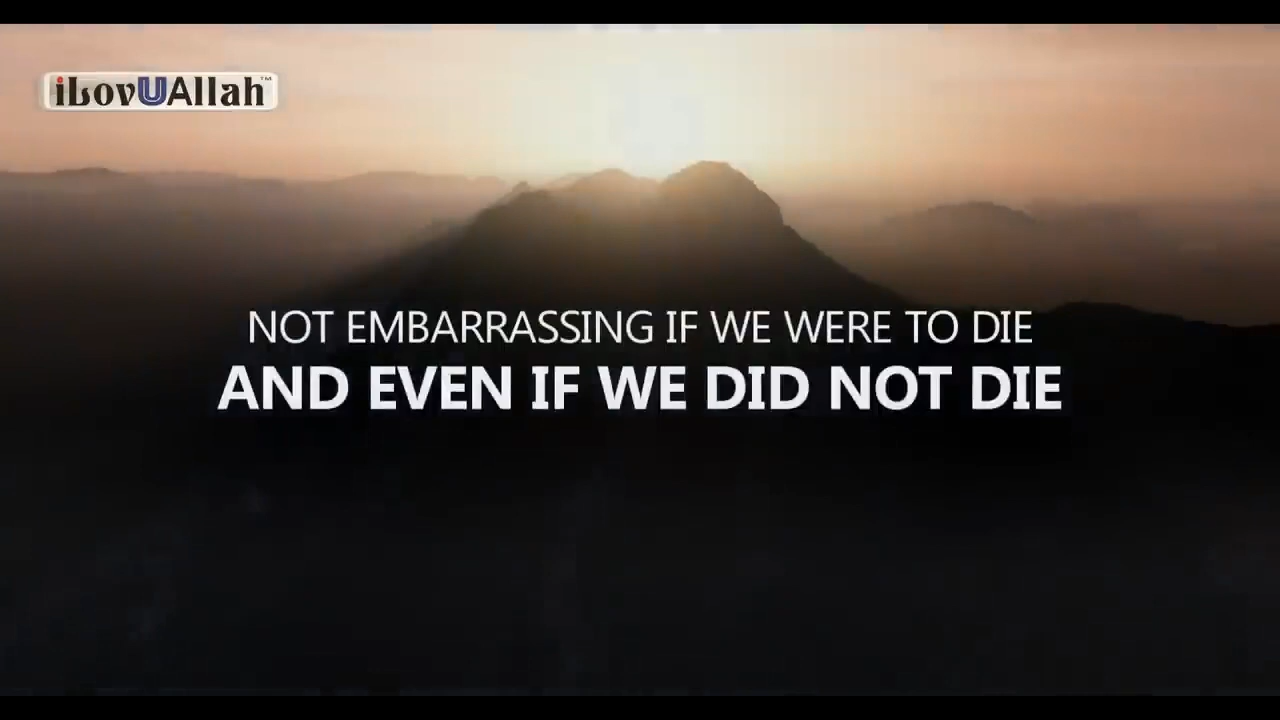 iLovUAllah™
NOT EMBARRASSING IF WE WERE TO DIE
AND EVEN IF WE DID NOT DIE